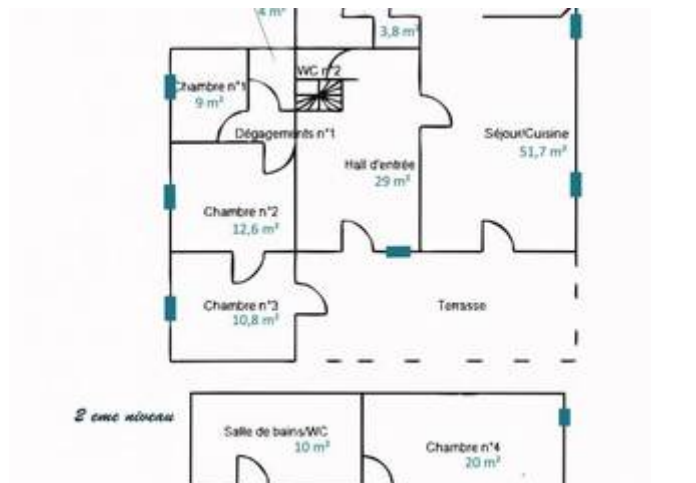 4 m²
3,8 m²
WC n°2
Chambre n°1
9 m²
Dégagements n°1
Séjour/Cuisine
51,7 m²
Hall d'entrée
29 m²
Chambre n°2
12,6 m²
Chambre n°3
10,8 m²
Terrasse
2 eme niveau
Salle de bains/WC
10 m²
Chambre n°4
20 m²